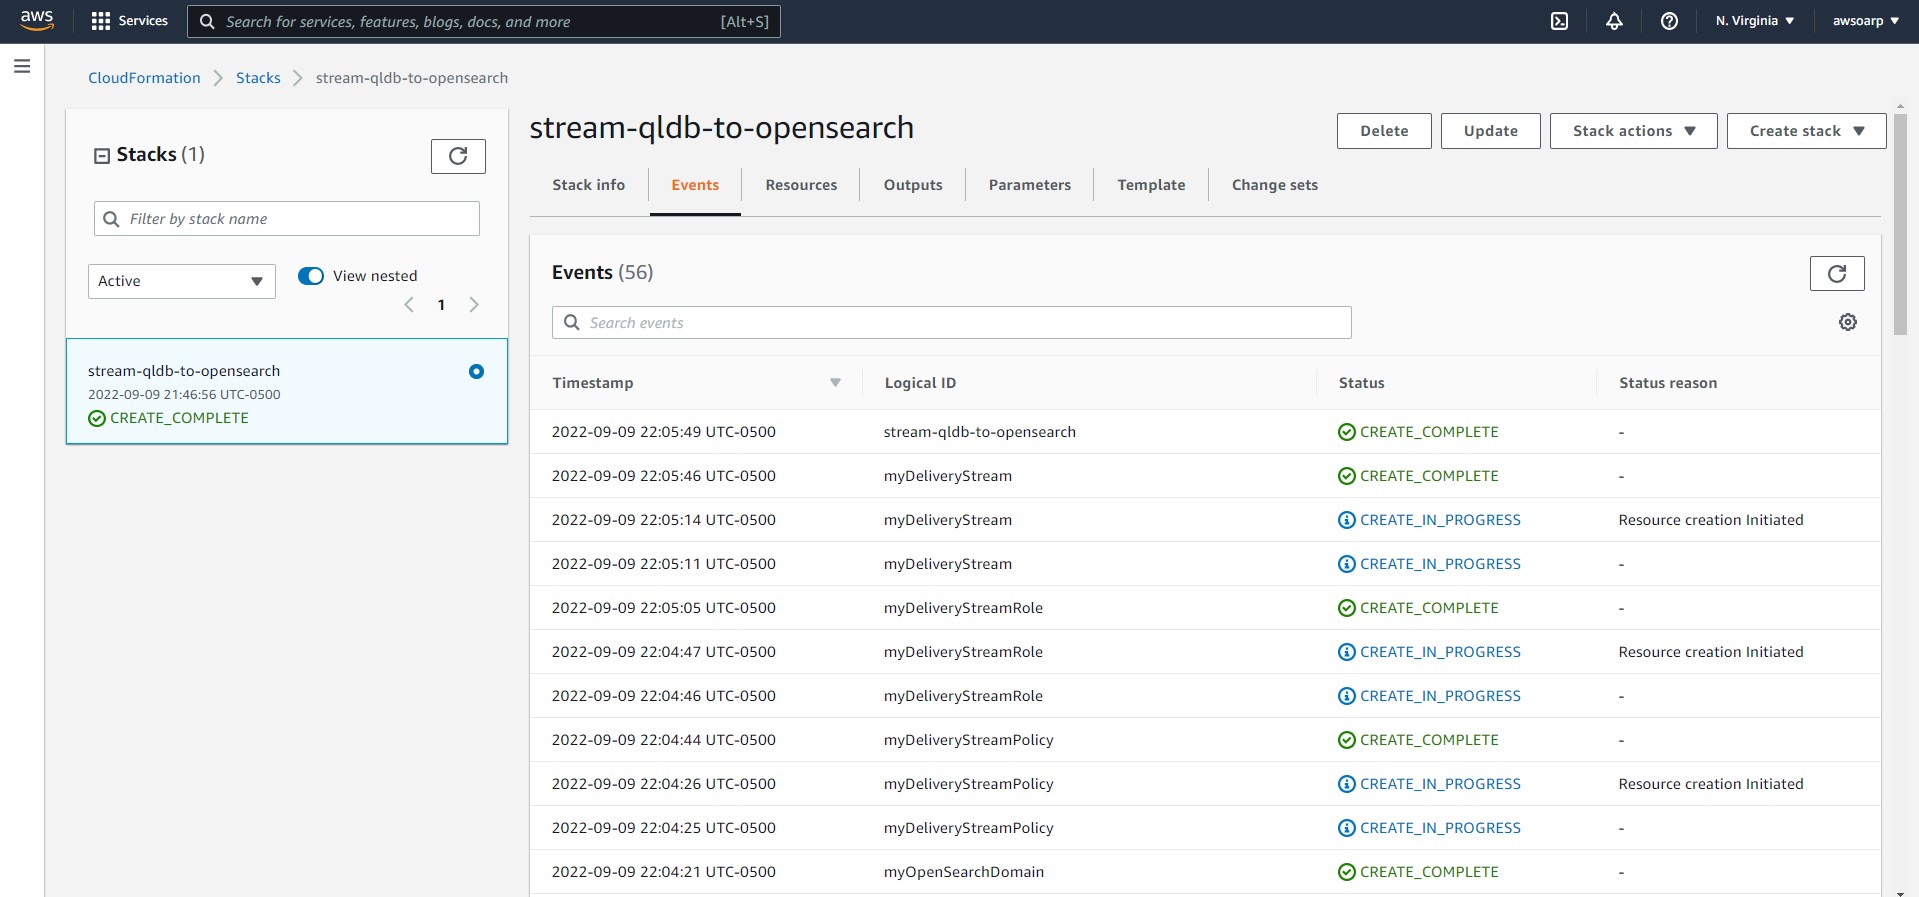 aws Services Search for services, features, blogs, docs, and more [Alt+S] N. Virginia awsoarp
CloudFormation Stacks stream-qldb-to-opensearch
Stacks (1)
Filter by stack name
Active View nested
1
stream-qldb-to-opensearch
2022-09-09 21:46:56 UTC-0500
CREATE_COMPLETE
stream-qldb-to-opensearch Delete Update Stack actions Create stack
Stack info Events Resources Outputs Parameters Template Change sets
Events (56)
Search events
Timestamp Logical ID Status Status reason
2022-09-09 22:05:49 UTC-0500 stream-qldb-to-opensearch CREATE_COMPLETE -
2022-09-09 22:05:46 UTC-0500 myDeliveryStream CREATE_COMPLETE -
2022-09-09 22:05:14 UTC-0500 myDeliveryStream CREATE_IN_PROGRESS Resource creation Initiated
2022-09-09 22:05:11 UTC-0500 myDeliveryStream CREATE_IN_PROGRESS -
2022-09-09 22:05:05 UTC-0500 myDeliveryStreamRole CREATE_COMPLETE -
2022-09-09 22:04:47 UTC-0500 myDeliveryStreamRole CREATE_IN_PROGRESS Resource creation Initiated
2022-09-09 22:04:46 UTC-0500 myDeliveryStreamRole CREATE_IN_PROGRESS -
2022-09-09 22:04:44 UTC-0500 myDeliveryStreamPolicy CREATE_COMPLETE -
2022-09-09 22:04:26 UTC-0500 myDeliveryStreamPolicy CREATE_IN_PROGRESS Resource creation Initiated
2022-09-09 22:04:25 UTC-0500 myDeliveryStreamPolicy CREATE_IN_PROGRESS -
2022-09-09 22:04:21 UTC-0500 myOpenSearchDomain CREATE_COMPLETE -